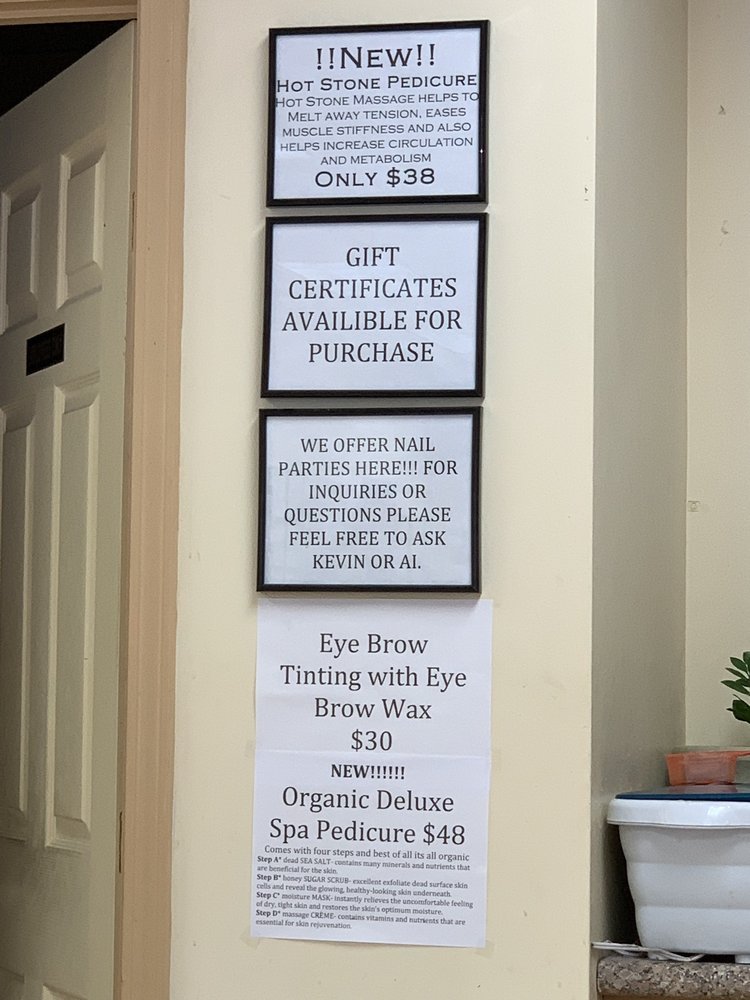 !!NEW!!
HOT STONE PEDICURE
HOT STONE MASSAGE HELPS TO
MELT AWAY TENSION, EASES
MUSCLE STIFFNESS AND ALSO
HELPS INCREASE CIRCULATION
AND METABOLISM
ONLY $38
GIFT
CERTIFICATES
AVAILIBLE FOR
PURCHASE
WE OFFER NAIL
PARTIES HERE!!! FOR
INQUIRIES OR
QUESTIONS PLEASE
FEEL FREE TO ASK
KEVIN OR AI.
Eye Brow
Tinting with Eye
Brow Wax
$30
NEW!!!!!!
Organic Deluxe
Spa Pedicure $48
Comes with four steps and best of all its all organic
Step A* dead SEA SALT- contains many minerals and nutrients that
are beneficial for the skin.
Step B* honey SUGAR SCRUB- excellent exfoliate dead surface skin
cells and reveal the glowing, healthy-looking skin underneath.
Step C* moisture MASK- instantly relieves the uncomfortable feeling
of dry, tight skin and restores the skin's optimum moisture.
Step D* massage CRÈME- contains vitamins and nutrients that are
essential for skin rejuvenation.